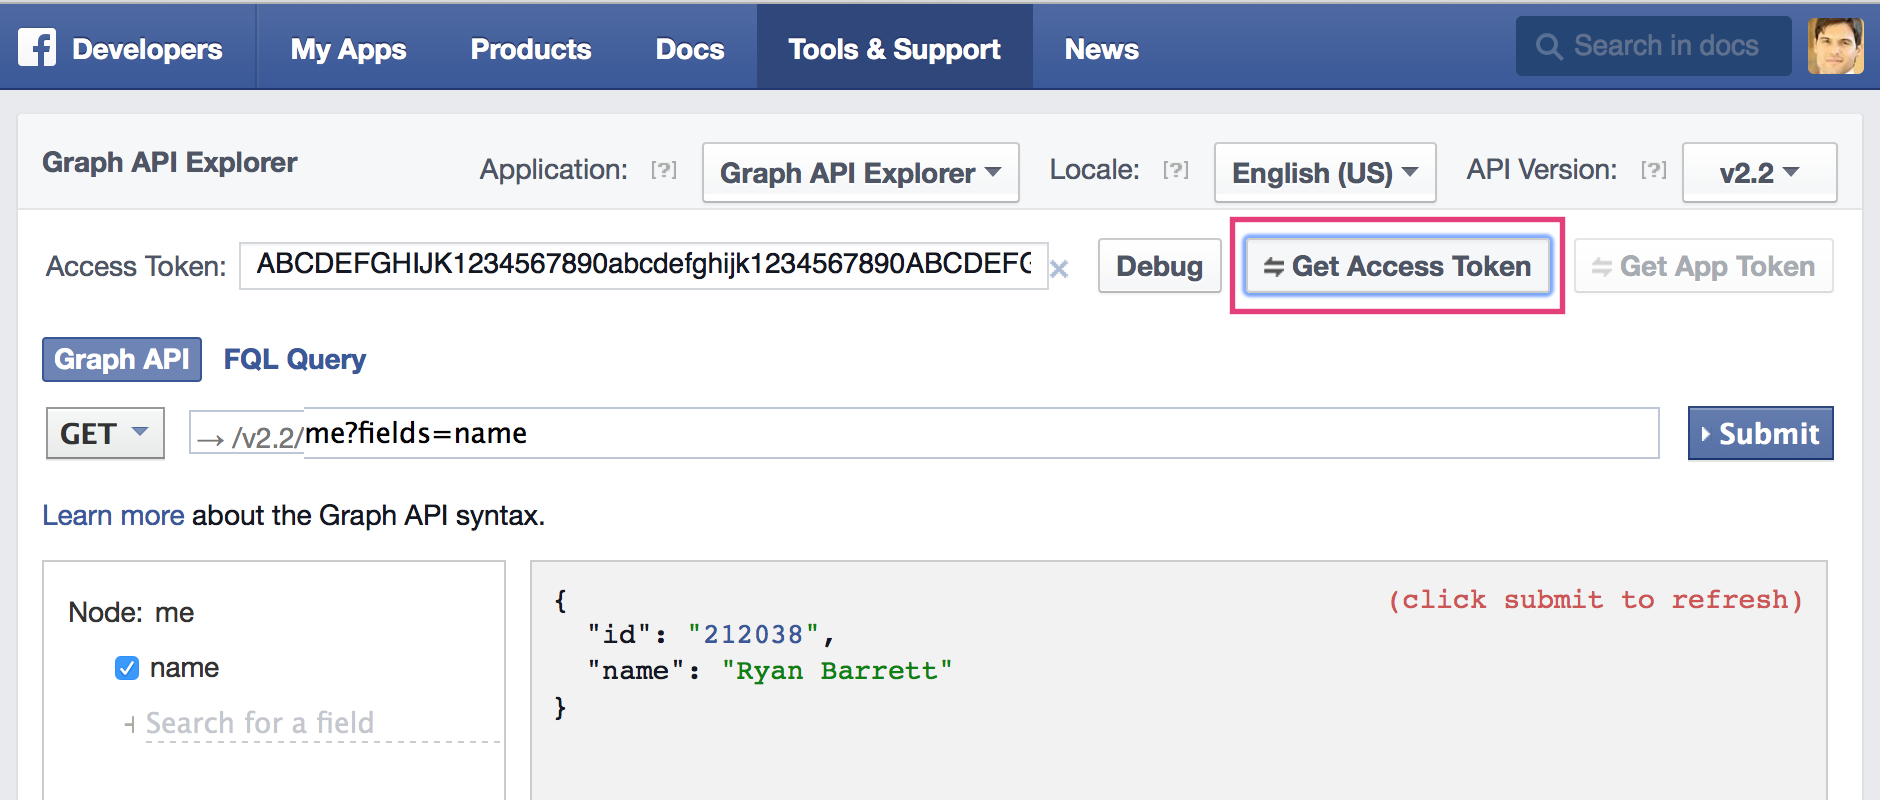 Developers My Apps Products Docs Tools & Support News Search in docs
Graph API Explorer Application: [?] Graph API Explorer Locale: [?] English (US) API Version: [?] v2.2
Access Token: ABCDEFGHIJK1234567890abcdefghijk1234567890ABCDEFG Debug Get Access Token Get App Token
Graph API FQL Query
GET → /v2.2/me?fields=name Submit
Learn more about the Graph API syntax.
Node: me
name
Search for a field
{ (click submit to refresh)
"id": "212038",
"name": "Ryan Barrett"
}